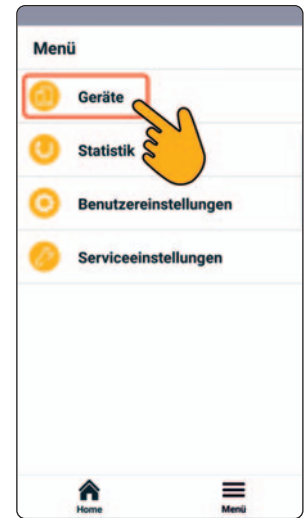 Menü
Geräte
Statistik
Benutzereinstellungen
Serviceeinstellungen
Home
Menü